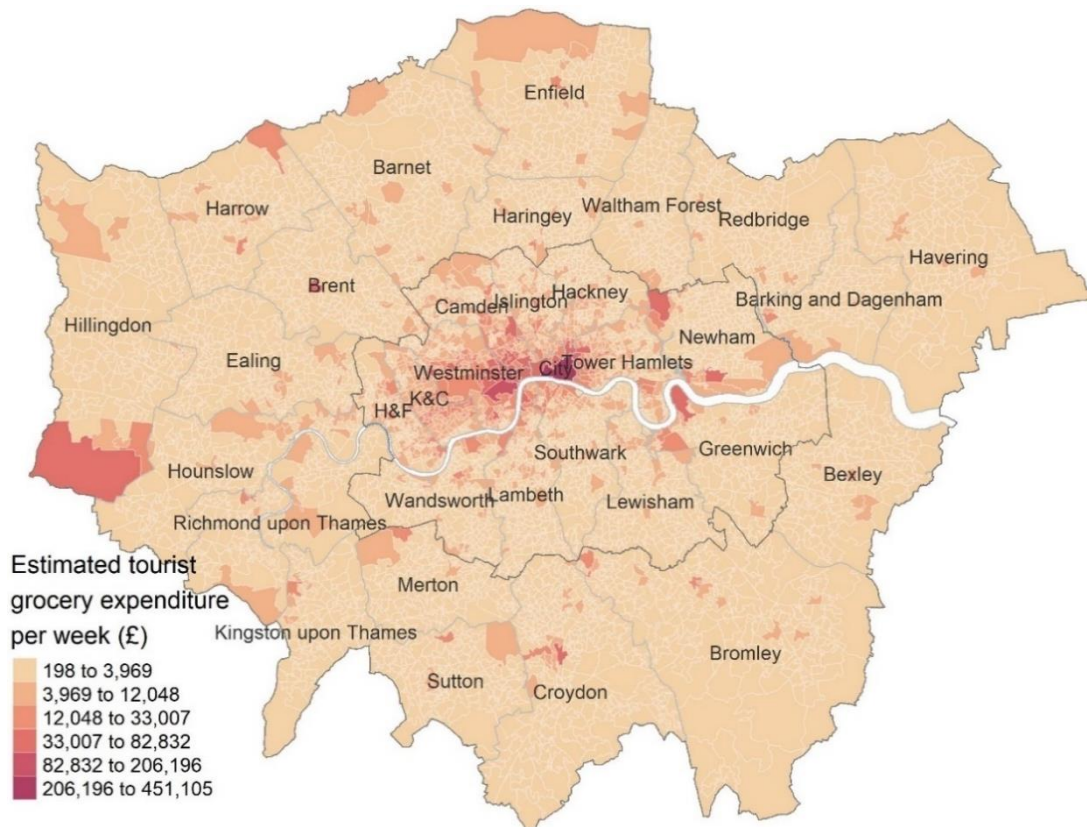 Enfield
Barnet
Harrow
Haringey
Waltham Forest
Redbridge
Havering
Brent
Camden
Islington
Hackney
Barking and Dagenham
Hillingdon
Newham
Ealing
Westminster
City
Tower Hamlets
K&C
H&F
Hounslow
Southwark
Greenwich
Bexley
Wandsworth
Lambeth
Lewisham
Richmond upon Thames
Merton
Kingston upon Thames
Bromley
Sutton
Croydon
Estimated tourist
grocery expenditure
per week (£)
198 to 3,969
3,969 to 12,048
12,048 to 33,007
33,007 to 82,832
82,832 to 206,196
206,196 to 451,105